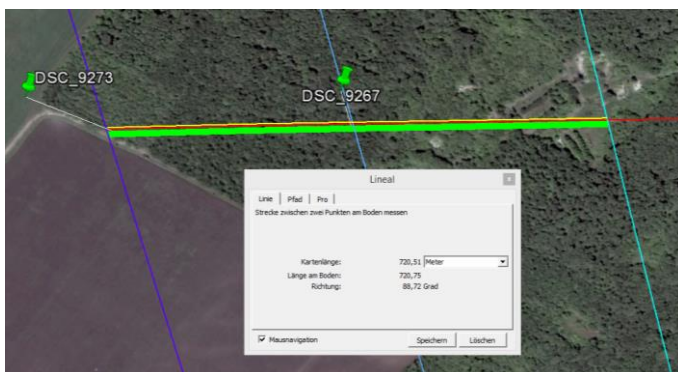 DSC_9273
DSC_9267
Lineal
Linie Pfad Pro
Strecke zwischen zwei Punkten am Boden messen
Kartenlänge: 720,51 Meter
Länge am Boden: 720,75
Richtung: 88,72 Grad
Mausnavigation Speichern Löschen